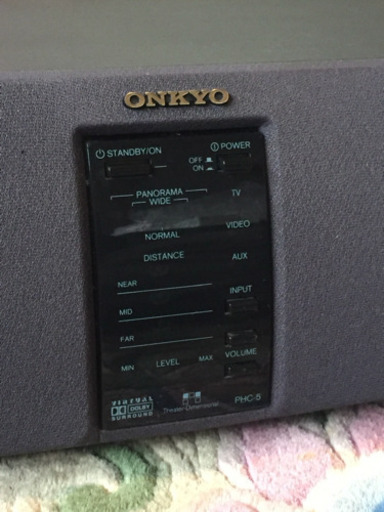 ONKYO
STANDBY/ON
POWER
OFF
ON
PANORAMA
WIDE
TV
NORMAL
VIDEO
DISTANCE
AUX
NEAR
INPUT
MID
FAR
MIN LEVEL MAX
VOLUME
VIRTUAL
DOLBY
SURROUND
Theater-Dimensional
PHC-5